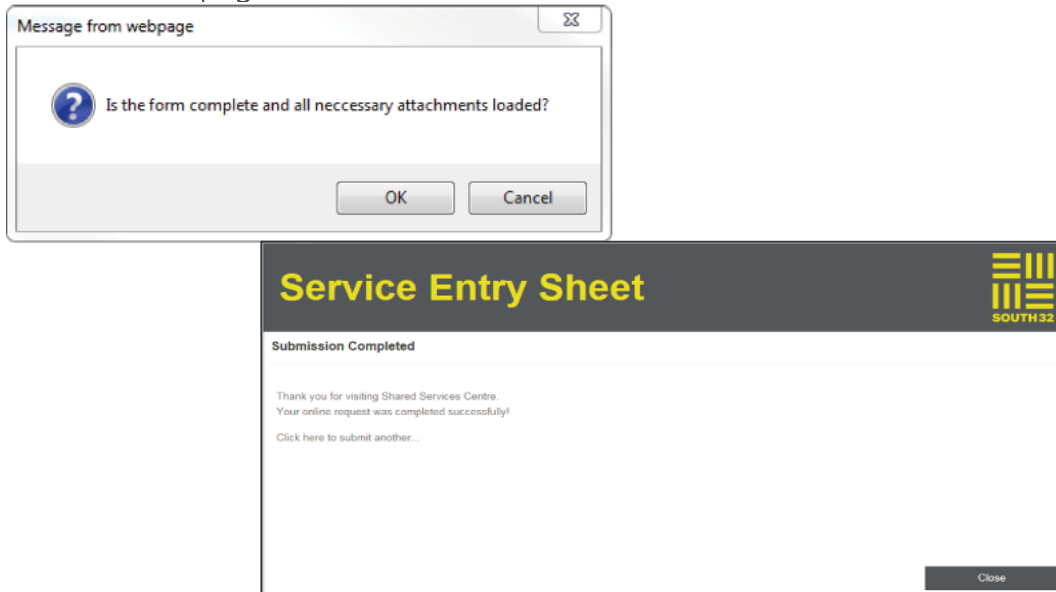 Message from webpage
Is the form complete and all neccessary attachments loaded?
OK
Cancel
Service Entry Sheet
SOUTH32
Submission Completed
Thank you for visiting Shared Services Centre.
Your online request was completed successfully!
Click here to submit another...
Close